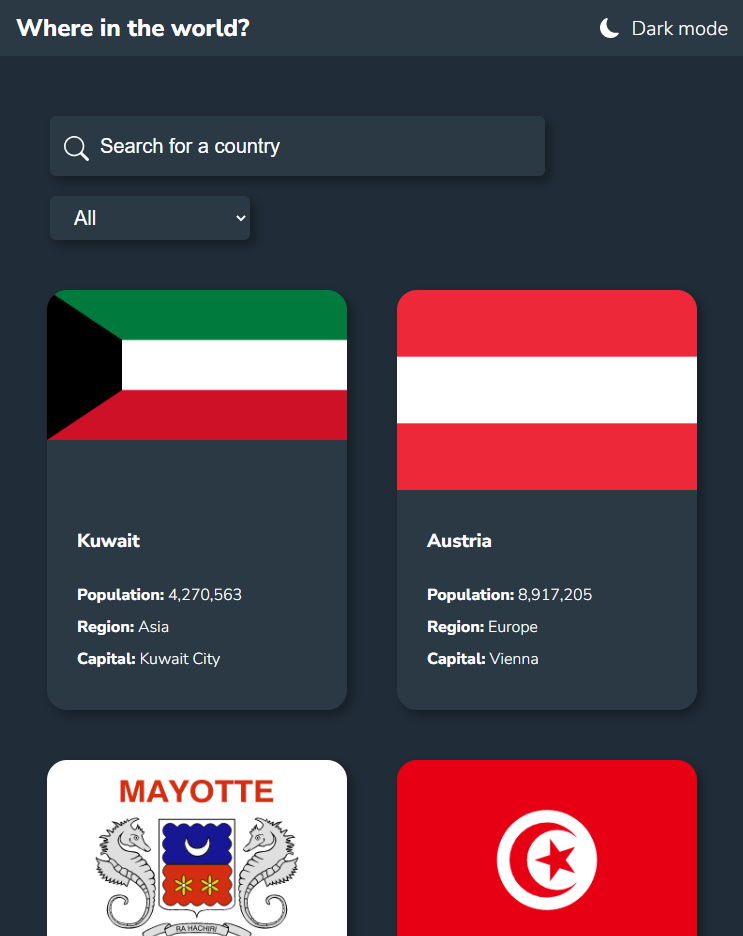 Where in the world?
Dark mode
Search for a country
All
Kuwait
Population: 4,270,563
Region: Asia
Capital: Kuwait City
Austria
Population: 8,917,205
Region: Europe
Capital: Vienna
MAYOTTE
RA HACHIRI